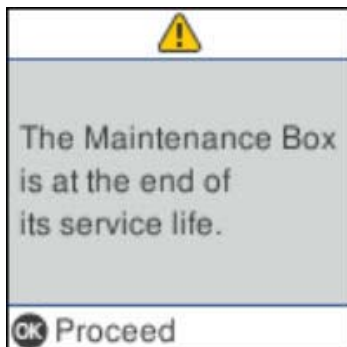 The Maintenance Box
is at the end of
its service life.
OK Proceed